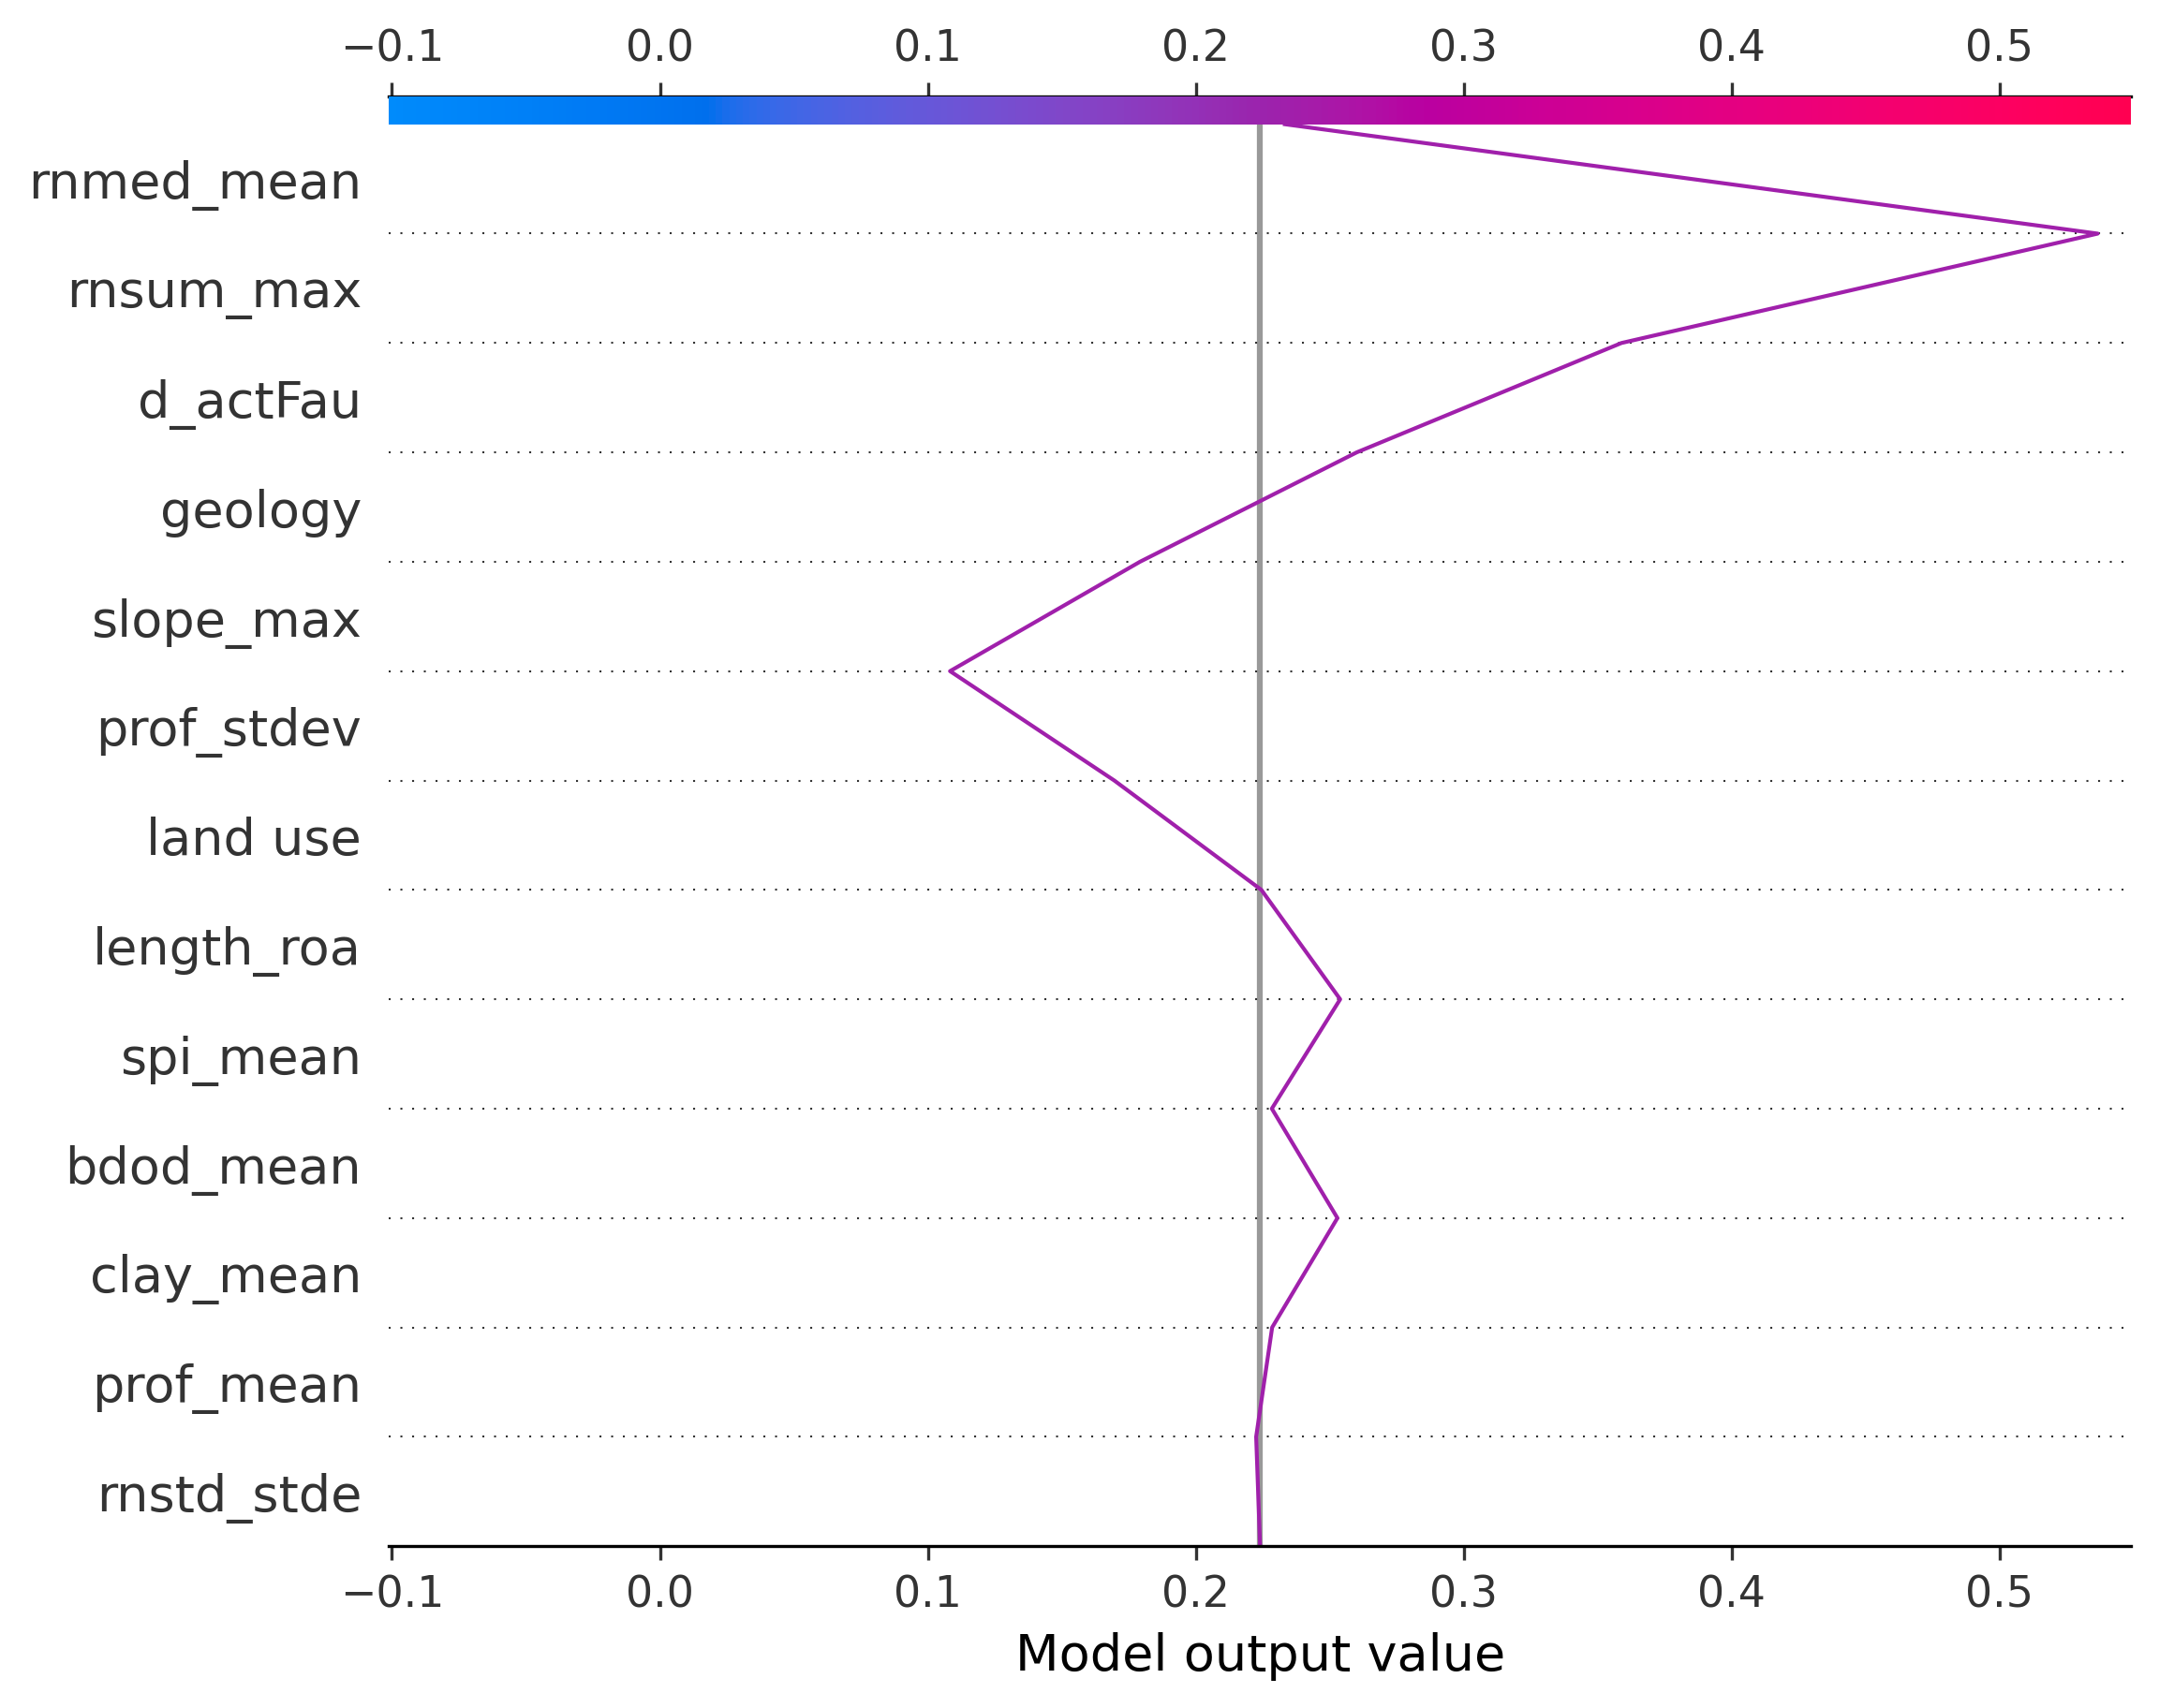 −0.1 0.0 0.1 0.2 0.3 0.4 0.5
rnmed_mean
rnsum_max
d_actFau
geology
slope_max
prof_stdev
land use
length_roa
spi_mean
bdod_mean
clay_mean
prof_mean
rnstd_stde
−0.1 0.0 0.1 0.2 0.3 0.4 0.5
Model output value